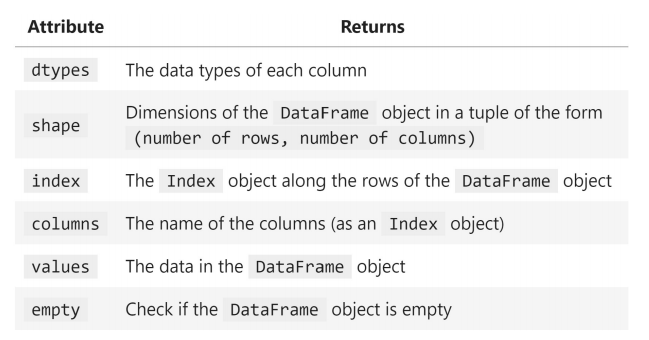 Attribute Returns
dtypes The data types of each column
Dimensions of the DataFrame object in a tuple of the form
shape
(number of rows, number of columns)
index The Index object along the rows of the DataFrame object
columns The name of the columns (as an Index object)
values The data in the DataFrame object
empty Check if the DataFrame object is empty